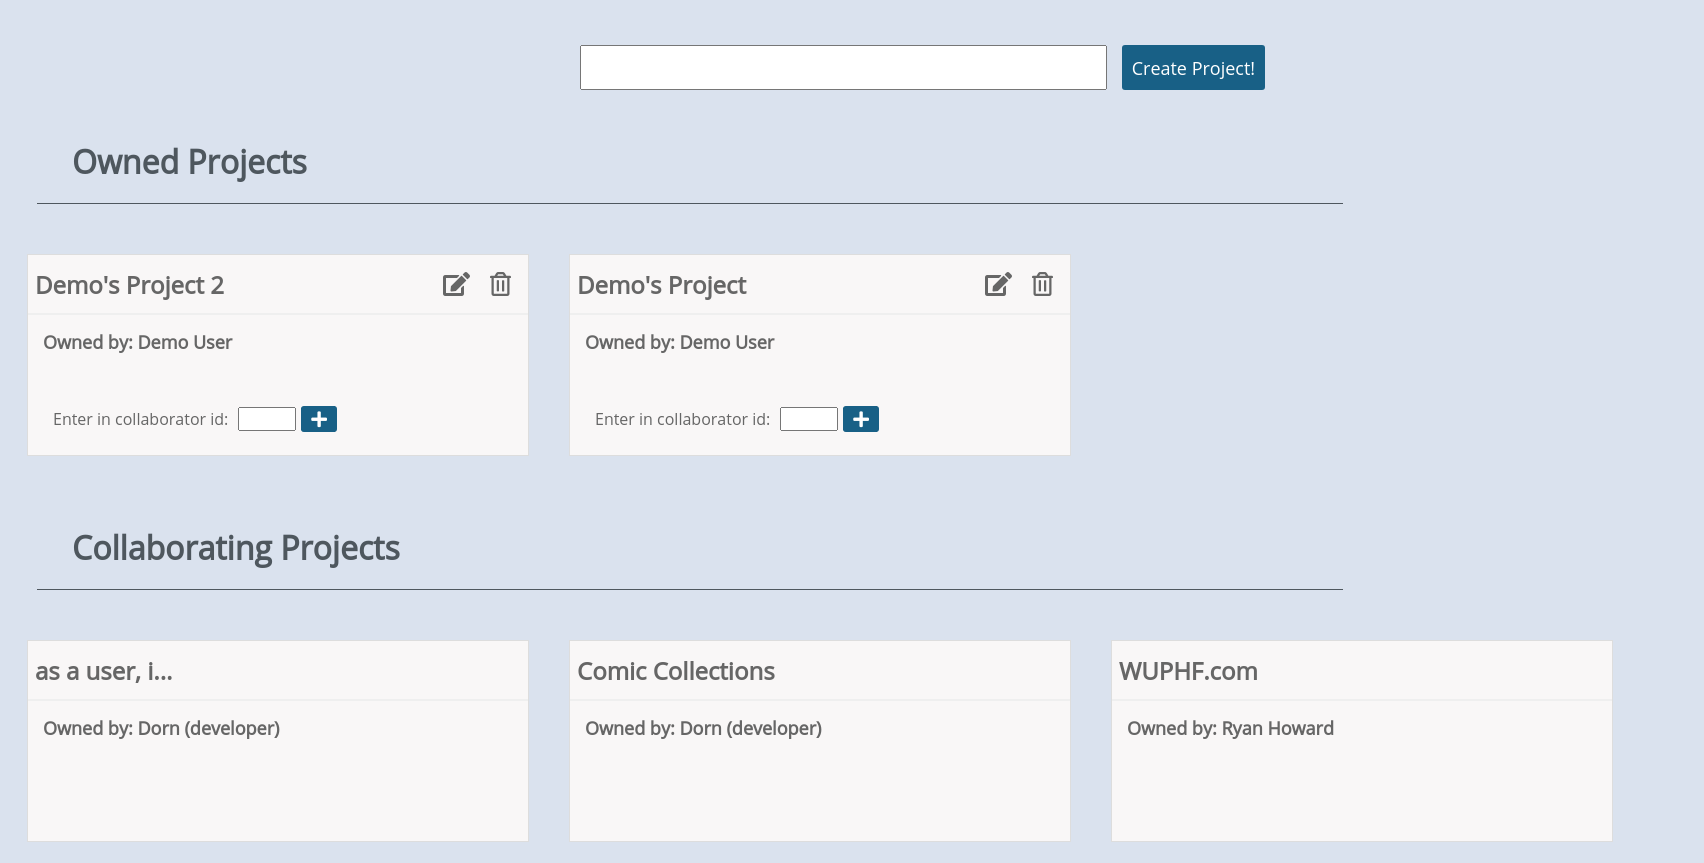 Create Project!
Owned Projects
Demo's Project 2
Owned by: Demo User
Enter in collaborator id:
Demo's Project
Owned by: Demo User
Enter in collaborator id:
Collaborating Projects
as a user, i...
Owned by: Dorn (developer)
Comic Collections
Owned by: Dorn (developer)
WUPHF.com
Owned by: Ryan Howard